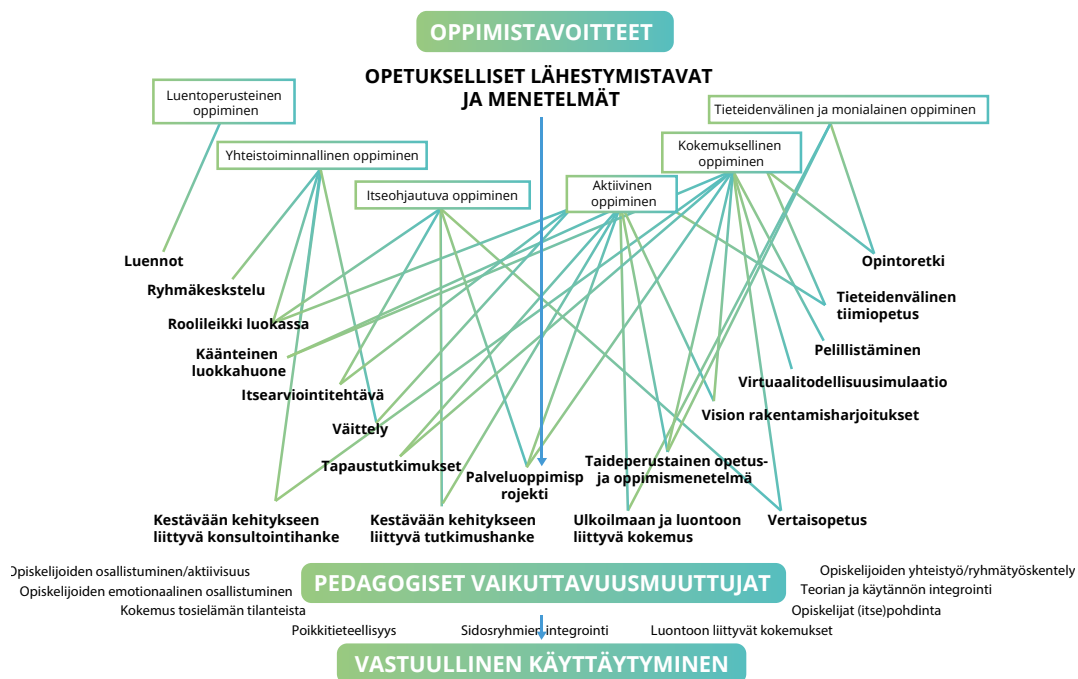 OPPIMISTAVOITTEET
OPETUKSELLISET LÄHESTYMISTAVAT
JA MENETELMÄT
Luentoperusteinen
oppiminen
Tieteidenvälinen ja monialainen oppiminen
Yhteistoiminnallinen oppiminen
Kokemuksellinen
oppiminen
Itseohjautuva oppiminen
Aktiivinen
oppiminen
Luennot
Opintoretki
Ryhmäkeskstelu
Tieteidenvälinen
tiimiopetus
Roolileikki luokassa
Käänteinen
luokkahuone
Pelillistäminen
Itsearviointitehtävä
Virtuaalitodellisuusimulaatio
Väittely
Vision rakentamisharjoitukset
Tapaustutkimukset
Palveluoppimisp
rojekti
Taideperustainen opetus-
ja oppimismenetelmä
Kestävään kehitykseen
liittyvä konsultointihanke
Kestävään kehitykseen
liittyvä tutkimushanke
Ulkoilmaan ja luontoon
liittyvä kokemus
Vertaisopetus
PEDAGOGISET VAIKUTTAVUUSMUUTTUJAT
Opiskelijoiden osallistuminen/aktiivisuus
Opiskelijoiden emotionaalinen osallistuminen
Kokemus tosielämän tilanteista
Opiskelijoiden yhteistyö/ryhmätyöskentely
Teorian ja käytännön integrointi
Opiskelijat (itse)pohdinta
Poikkitieteellisyys
Sidosryhmien integrointi
Luontoon liittyvät kokemukset
VASTUULLINEN KÄYTTÄYTYMINEN